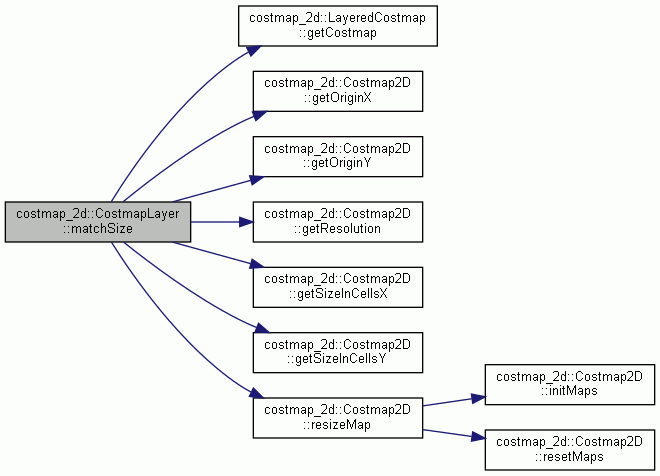 costmap_2d::LayeredCostmap
::getCostmap
costmap_2d::Costmap2D
::getOriginX
costmap_2d::Costmap2D
::getOriginY
costmap_2d::CostmapLayer
::matchSize
costmap_2d::Costmap2D
::getResolution
costmap_2d::Costmap2D
::getSizeInCellsX
costmap_2d::Costmap2D
::getSizeInCellsY
costmap_2d::Costmap2D
::resizeMap
costmap_2d::Costmap2D
::initMaps
costmap_2d::Costmap2D
::resetMaps